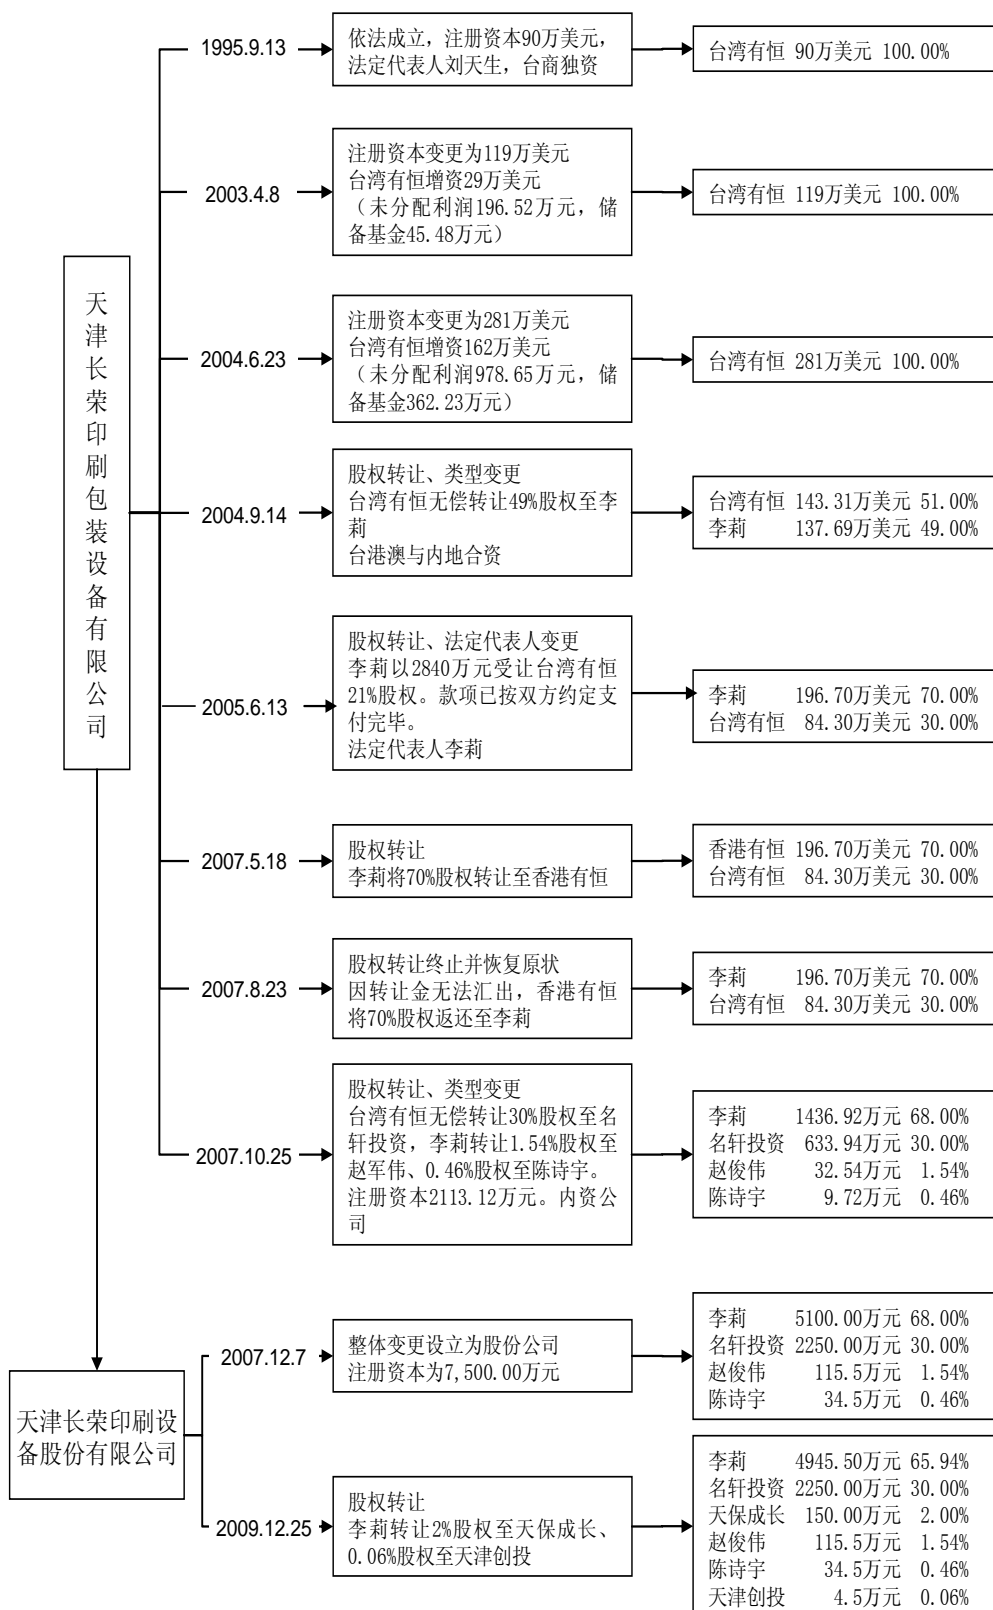 1995.9.13
依法成立，注册资本90万美元，
法定代表人刘天生，台商独资
台湾有恒 90万美元 100.00%
2003.4.8
注册资本变更为119万美元
台湾有恒增资29万美元
（未分配利润196.52万元，储
备基金45.48万元）
台湾有恒 119万美元 100.00%
天津长荣印刷包装设备有限公司
2004.6.23
注册资本变更为281万美元
台湾有恒增资162万美元
（未分配利润978.65万元，储
备基金362.23万元）
台湾有恒 281万美元 100.00%
2004.9.14
股权转让、类型变更
台湾有恒无偿转让49%股权至李
莉
台港澳与内地合资
台湾有恒 143.31万美元 51.00%
李莉 137.69万美元 49.00%
2005.6.13
股权转让、法定代表人变更
李莉以2840万元受让台湾有恒
21%股权。款项已按双方约定支
付完毕。
法定代表人李莉
李莉 196.70万美元 70.00%
台湾有恒 84.30万美元 30.00%
2007.5.18
股权转让
李莉将70%股权转让至香港有恒
香港有恒 196.70万美元 70.00%
台湾有恒 84.30万美元 30.00%
2007.8.23
股权转让终止并恢复原状
因转让金无法汇出，香港有恒
将70%股权返还至李莉
李莉 196.70万美元 70.00%
台湾有恒 84.30万美元 30.00%
2007.10.25
股权转让、类型变更
台湾有恒无偿转让30%股权至名
轩投资，李莉转让1.54%股权至
赵军伟、0.46%股权至陈诗宇。
注册资本2113.12万元。内资公
司
李莉 1436.92万元 68.00%
名轩投资 633.94万元 30.00%
赵俊伟 32.54万元 1.54%
陈诗宇 9.72万元 0.46%
天津长荣印刷设
备股份有限公司
2007.12.7
整体变更设立为股份公司
注册资本为7,500.00万元
李莉 5100.00万元 68.00%
名轩投资 2250.00万元 30.00%
赵俊伟 115.5万元 1.54%
陈诗宇 34.5万元 0.46%
2009.12.25
股权转让
李莉转让2%股权至天保成长、
0.06%股权至天津创投
李莉 4945.50万元 65.94%
名轩投资 2250.00万元 30.00%
天保成长 150.00万元 2.00%
赵俊伟 115.5万元 1.54%
陈诗宇 34.5万元 0.46%
天津创投 4.5万元 0.06%